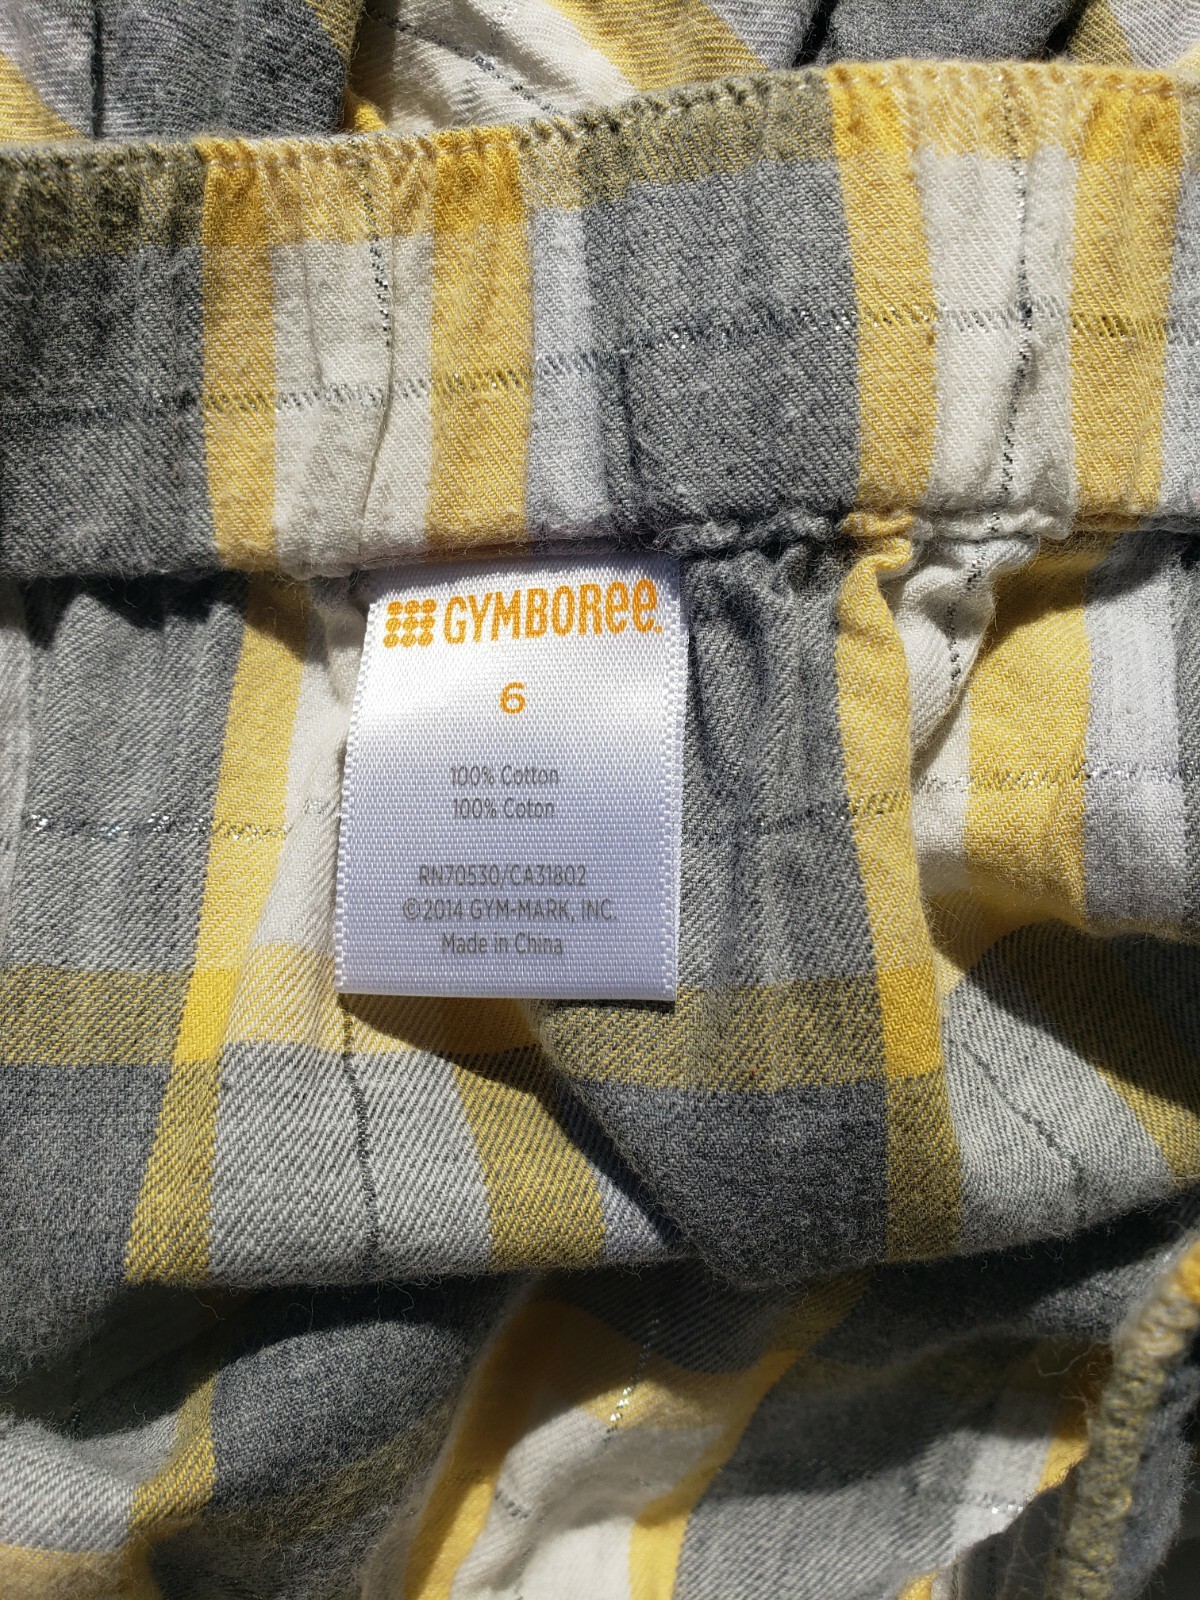 GYMBOREE.
6
100% Cotton
100% Coton
RN70530/CA31802
©2014 GYM-MARK, INC.
Made in China